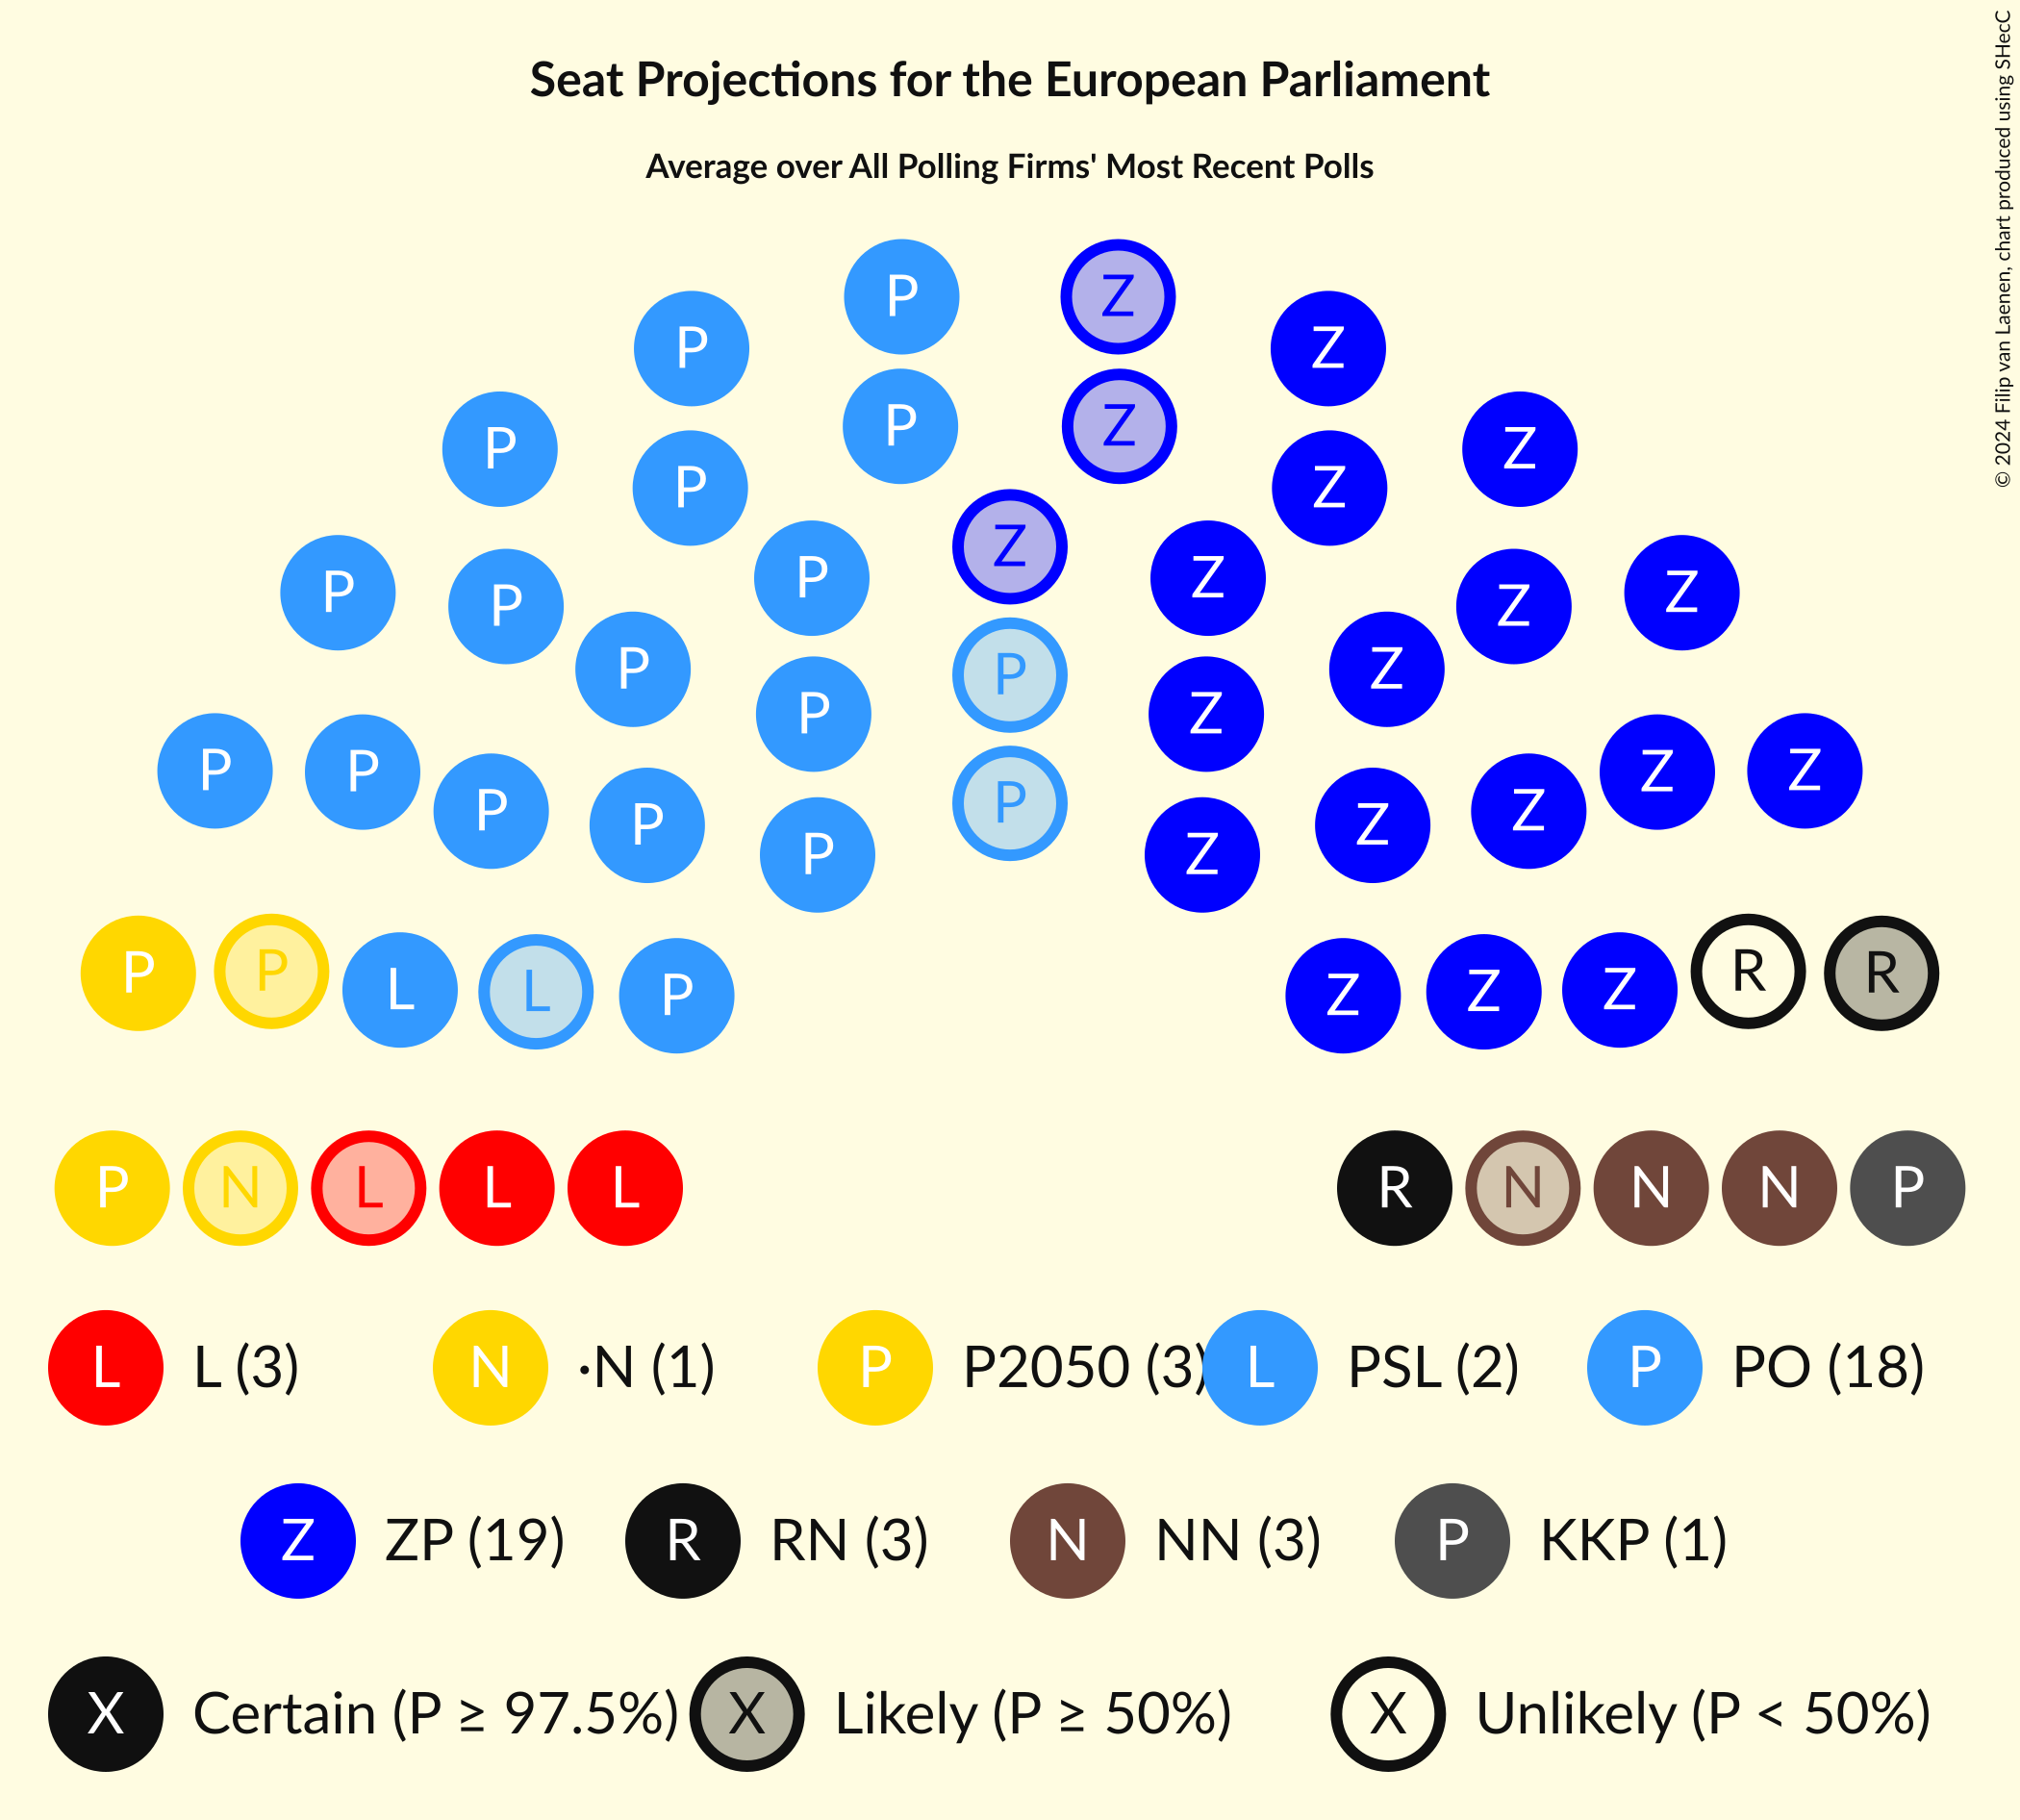 Seat Projections for the European Parliament
Average over All Polling Firms' Most Recent Polls
© 2024 Filip van Laenen, chart produced using SHecC
P Z
P Z
P P Z Z
P Z Z
Z
P P Z Z
P P Z Z
P P Z
P P Z Z
P P Z Z
P P Z Z
P Z
P P L L P Z Z Z R R
P N L L L R N N N P
L L (3) N ·N (1) P P2050 (3) L PSL (2) P PO (18)
Z ZP (19) R RN (3) N NN (3) P KKP (1)
X Certain (P ≥ 97.5%) X Likely (P ≥ 50%) X Unlikely (P < 50%)